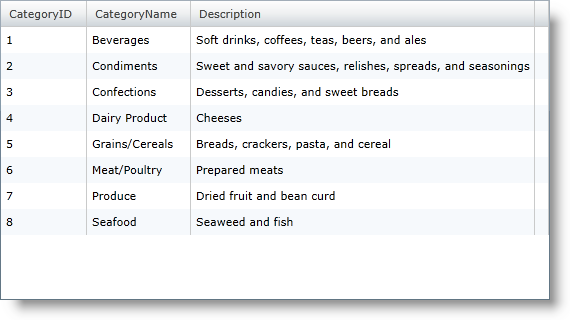 CategoryID CategoryName Description
1 Beverages Soft drinks, coffees, teas, beers, and ales
2 Condiments Sweet and savory sauces, relishes, spreads, and seasonings
3 Confections Desserts, candies, and sweet breads
4 Dairy Product Cheeses
5 Grains/Cereals Breads, crackers, pasta, and cereal
6 Meat/Poultry Prepared meats
7 Produce Dried fruit and bean curd
8 Seafood Seaweed and fish